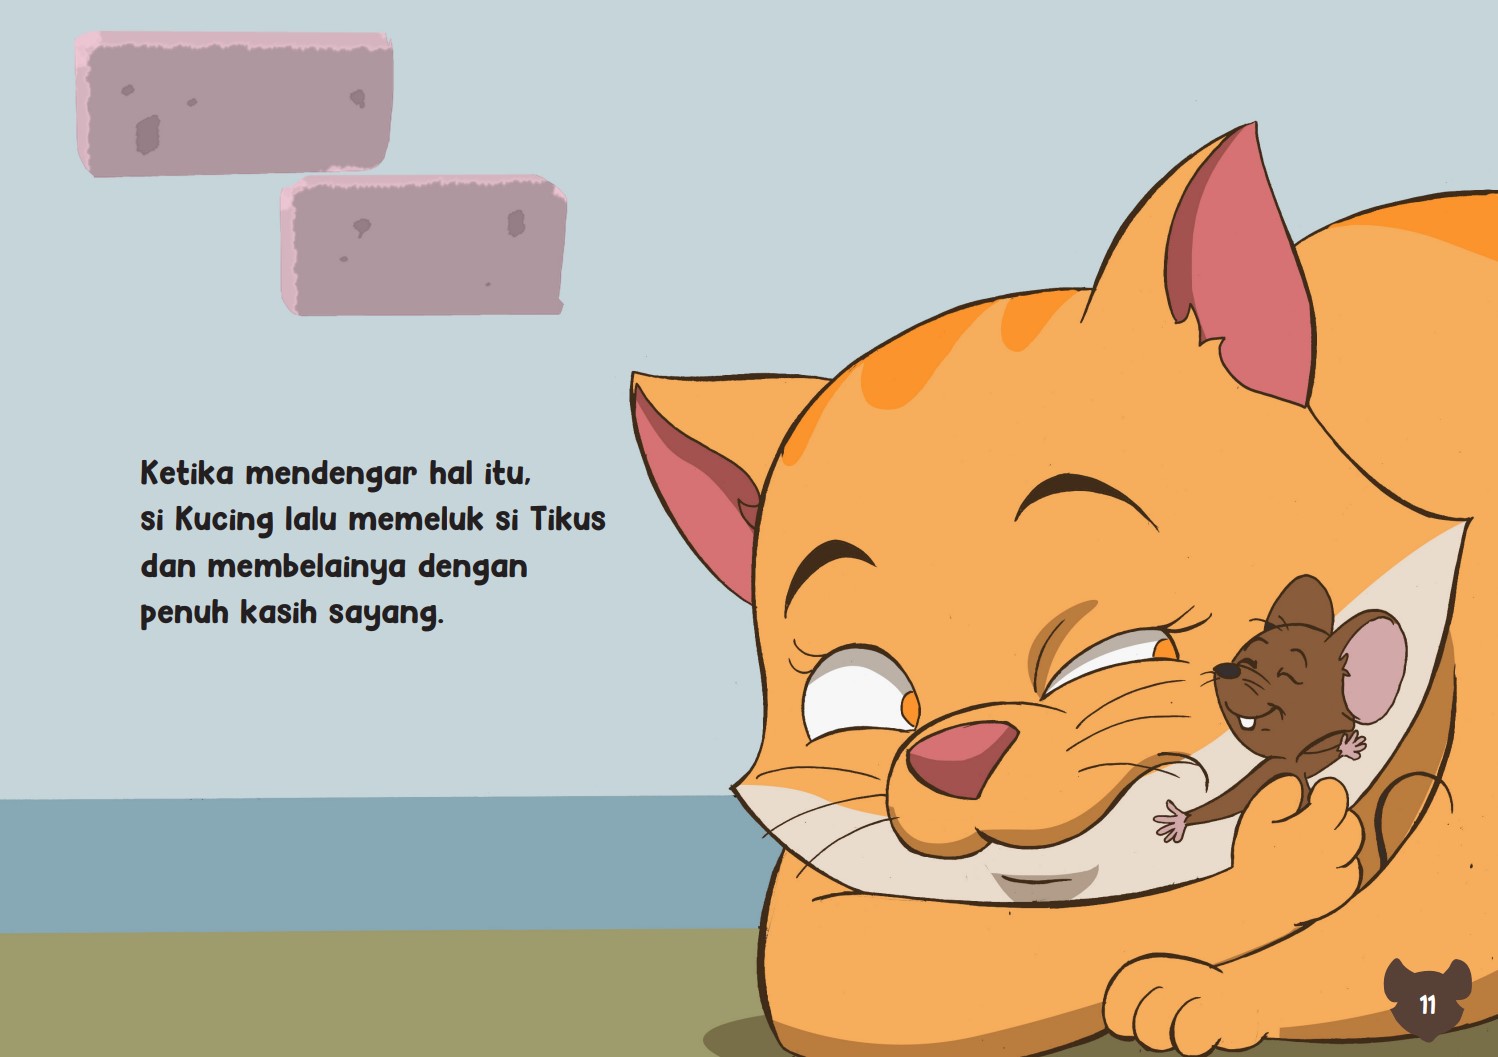 Ketika mendengar hal itu,
si Kucing lalu memeluk si Tikus
dan membelainya dengan
penuh kasih sayang.
11